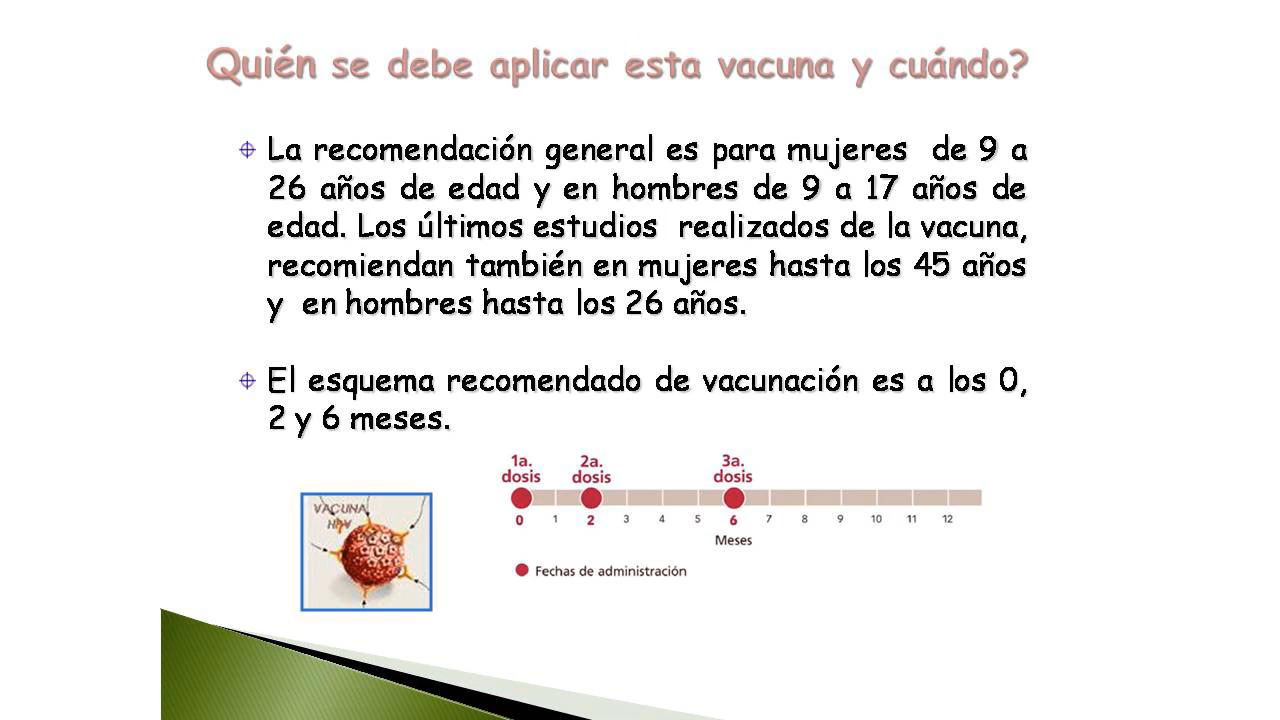 Quién se debe aplicar esta vacuna y cuándo?
La recomendación general es para mujeres de 9 a
26 años de edad y en hombres de 9 a 17 años de
edad. Los últimos estudios realizados de la vacuna,
recomiendan también en mujeres hasta los 45 años
y en hombres hasta los 26 años.
El esquema recomendado de vacunación es a los 0,
2 y 6 meses.
1a. 2a. 3a.
dosis dosis dosis
0 1 2 3 4 5 6 7 8 9 10 11 12
Meses
Fechas de administración
VACUNA
HPV